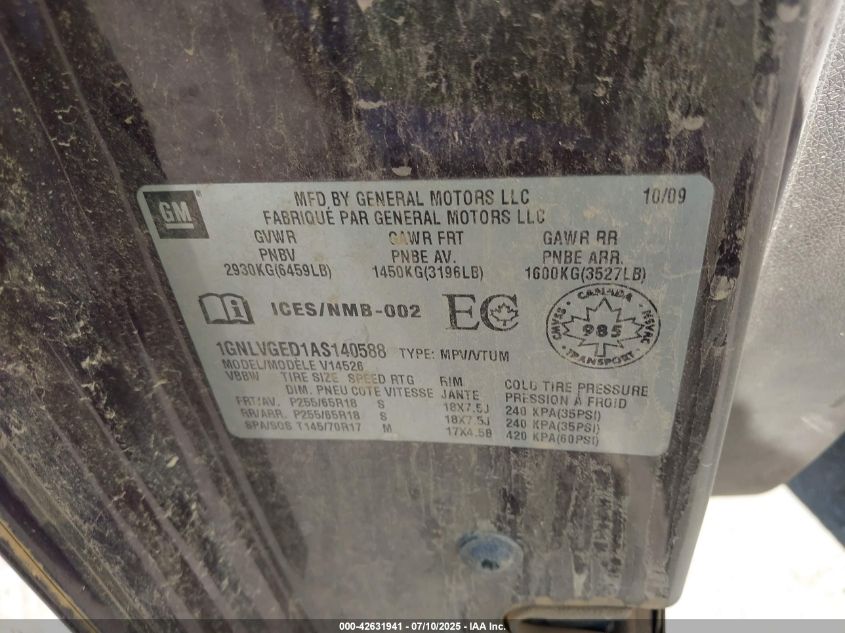 GM
MFD BY GENERAL MOTORS LLC 10/09
FABRIQUÉ PAR GENERAL MOTORS LLC
GVWR GAWR FRT GAWR RR
PNBV PNBE AV. PNBE ARR.
2930KG(6459LB) 1450KG(3196LB) 1600KG(3527LB)
ICES/NMB-002 EC
CANADA
CMVSS 985 NSVAC
TRANSPORT
1GNLVGED1AS140588 TYPE: MPV/VTUM
MODEL/MODÈLE V14526
TIRE SIZE SPEED RTG RIM COLD TIRE PRESSURE
DIM. PNEU COTE VITESSE JANTE PRESSION À FROID
FRT/AV. P255/65R18 S 18X7.5J 240 KPA(35PSI)
RR/ARR. P255/65R18 S 18X7.5J 240 KPA(35PSI)
SPA/SOS T145/70R17 M 17X4.5B 420 KPA(60PSI)
000-42631941 - 07/10/2025 - IAA Inc.